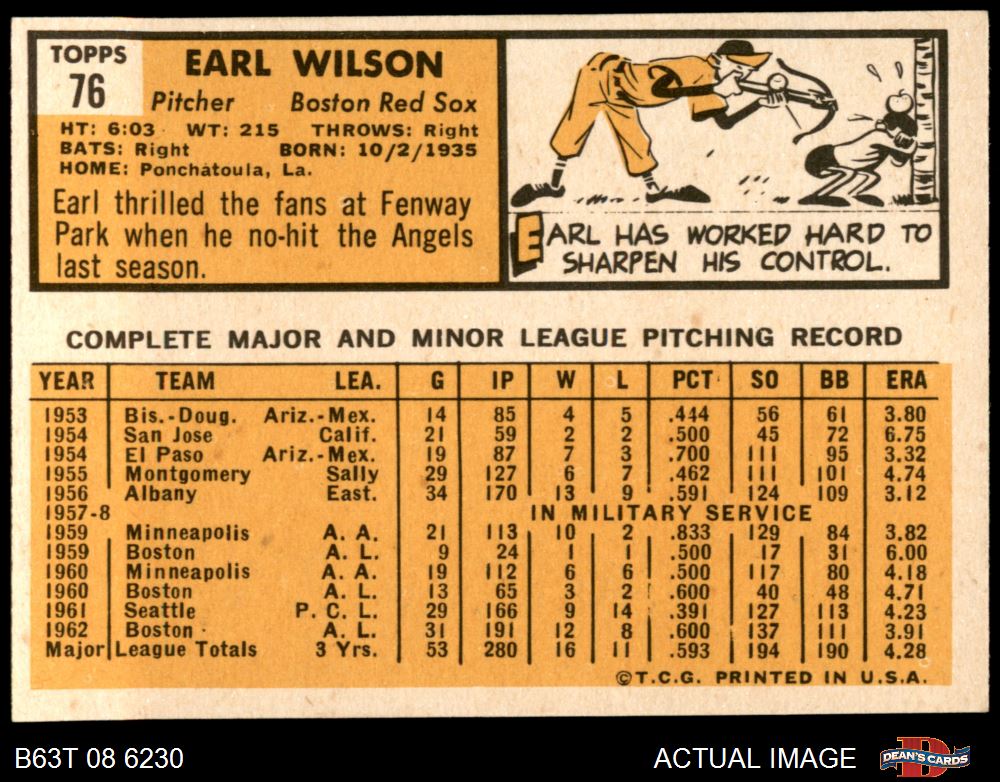 TOPPS
76
EARL WILSON
Pitcher Boston Red Sox
HT: 6:03 WT: 215 THROWS: Right
BATS: Right BORN: 10/2/1935
HOME: Ponchatoula, La.
Earl thrilled the fans at Fenway
Park when he no-hit the Angels
last season.
EARL HAS WORKED HARD TO
SHARPEN HIS CONTROL.
COMPLETE MAJOR AND MINOR LEAGUE PITCHING RECORD
YEAR TEAM LEA. G IP W L PCT. SO BB ERA
1953 Bis.-Doug. Ariz.-Mex. 14 85 4 5 .444 56 61 3.80
1954 San Jose Calif. 21 59 2 2 .500 45 72 6.75
1954 El Paso Ariz.-Mex. 19 87 7 3 .700 111 95 3.32
1955 Montgomery Sally 29 127 6 7 .462 111 101 4.74
1956 Albany East. 34 170 13 9 .591 124 109 3.12
1957-8 IN MILITARY SERVICE
1959 Minneapolis A. A. 21 113 10 2 .833 129 84 3.82
1959 Boston A. L. 9 24 1 1 .500 17 31 6.00
1960 Minneapolis A. A. 19 112 6 6 .500 117 80 4.18
1960 Boston A. L. 13 65 3 2 .600 40 48 4.71
1961 Seattle P. C. L. 29 166 9 14 .391 127 113 4.23
1962 Boston A. L. 31 191 12 8 .600 137 111 3.91
Major League Totals 3 Yrs. 53 280 16 11 .593 194 190 4.28
©T.C.G. PRINTED IN U.S.A.
B63T 08 6230 ACTUAL IMAGE DEAN'S CARDS